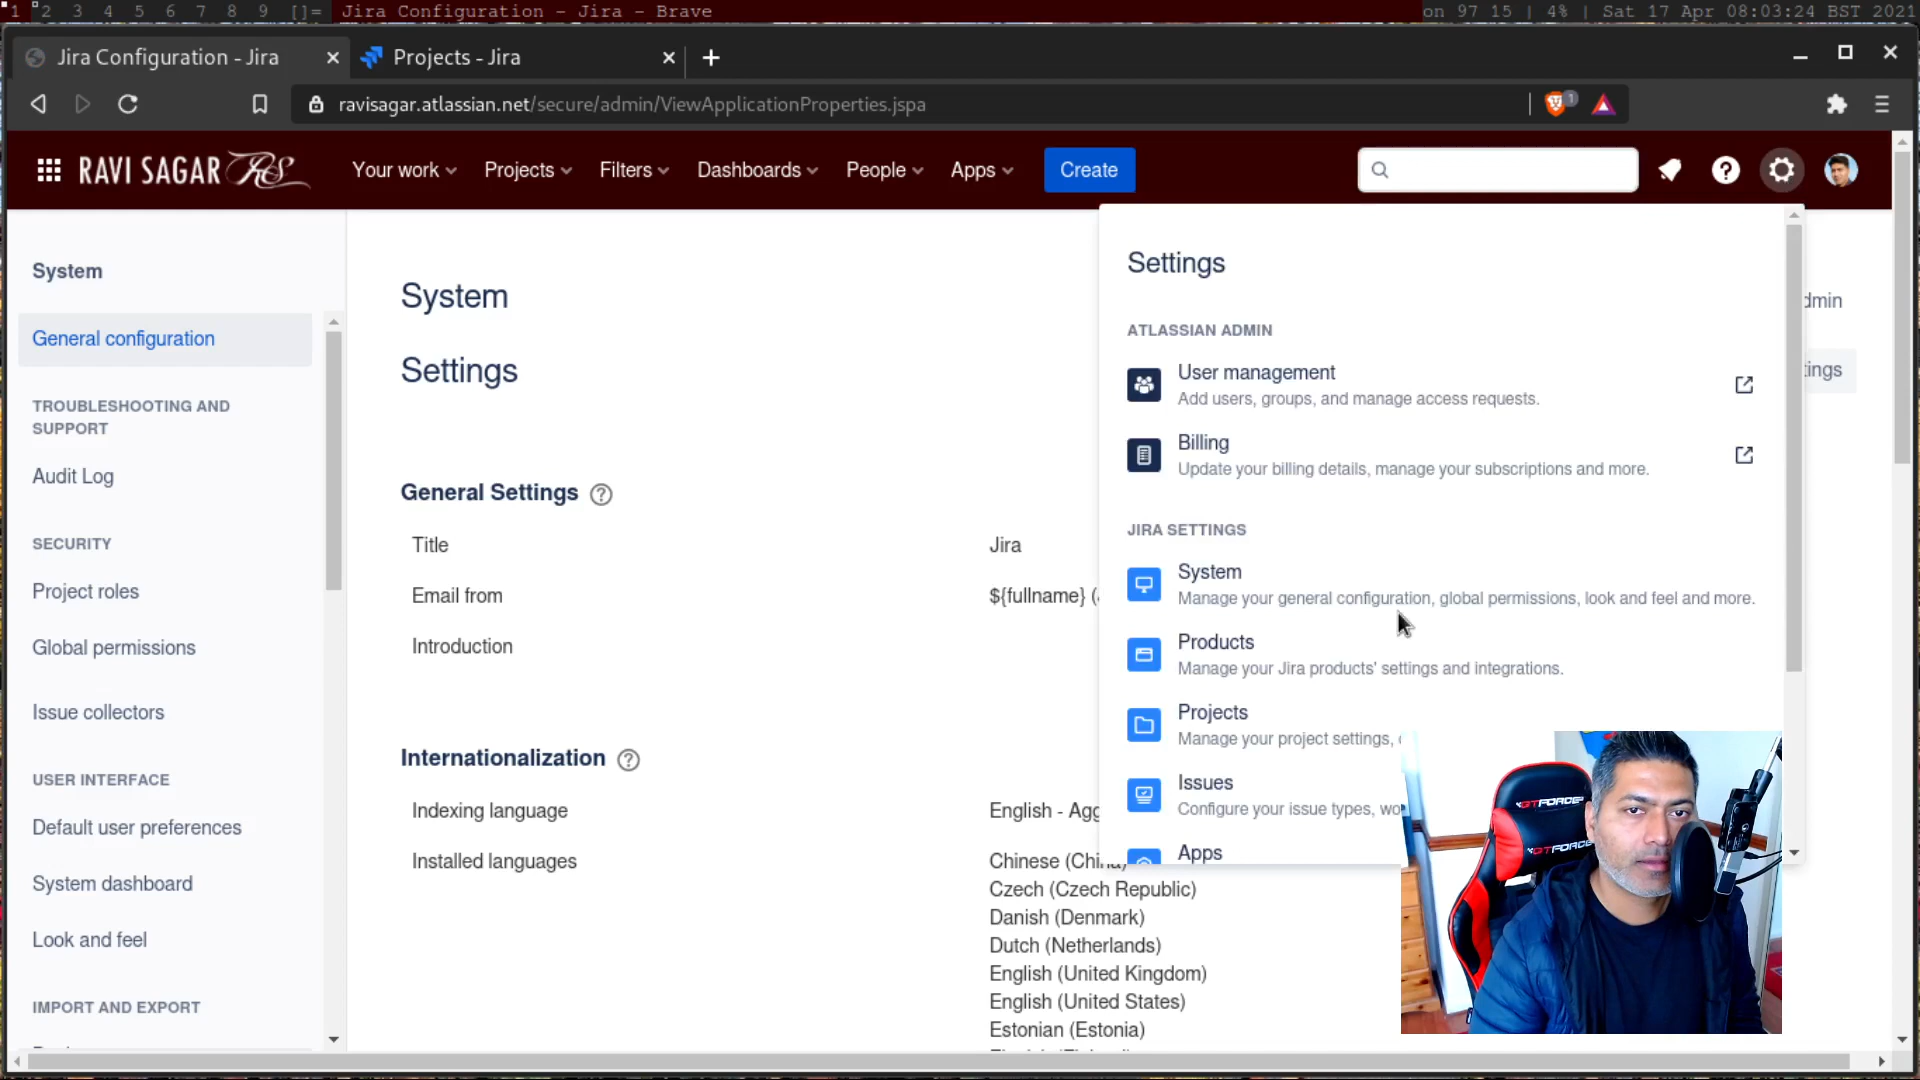 1 2 3 4 5 6 7 8 9 []= Jira Configuration - Jira - Brave
on 97 15 | 4% | Sat 17 Apr 08:03:24 BST 2021
Jira Configuration - Jira
Projects - Jira
ravisagar.atlassian.net/secure/admin/ViewApplicationProperties.jspa
1
RAVI SAGAR RS
Your work
Projects
Filters
Dashboards
People
Apps
Create
System
General configuration
TROUBLESHOOTING AND
SUPPORT
Audit Log
SECURITY
Project roles
Global permissions
Issue collectors
USER INTERFACE
Default user preferences
System dashboard
Look and feel
IMPORT AND EXPORT
System
Settings
General Settings
Title
Jira
Email from
${fullname}
Introduction
Internationalization
Indexing language
English - Agg
Installed languages
Chinese (China)
Czech (Czech Republic)
Danish (Denmark)
Dutch (Netherlands)
English (United Kingdom)
English (United States)
Estonian (Estonia)
Settings
ATLASSIAN ADMIN
User management
Add users, groups, and manage access requests.
Billing
Update your billing details, manage your subscriptions and more.
JIRA SETTINGS
System
Manage your general configuration, global permissions, look and feel and more.
Products
Manage your Jira products' settings and integrations.
Projects
Manage your project settings,
Issues
Configure your issue types, wo
Apps
dmin
tings
GTFORCE
GTFORCE